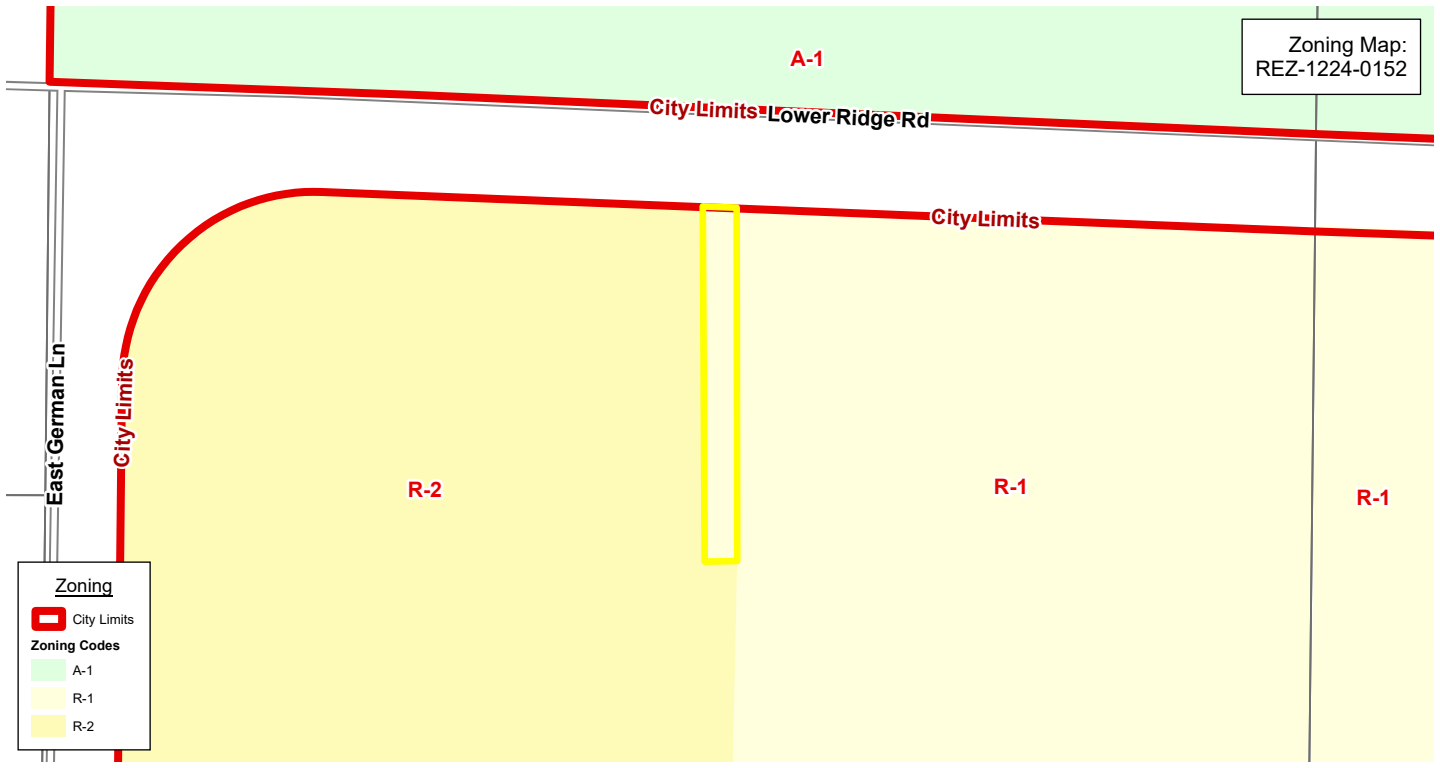 A-1
Zoning Map:
REZ-1224-0152
City Limits
Lower Ridge Rd
City Limits
City Limits
East German Ln
R-2
R-1
R-1
Zoning
City Limits
Zoning Codes
A-1
R-1
R-2